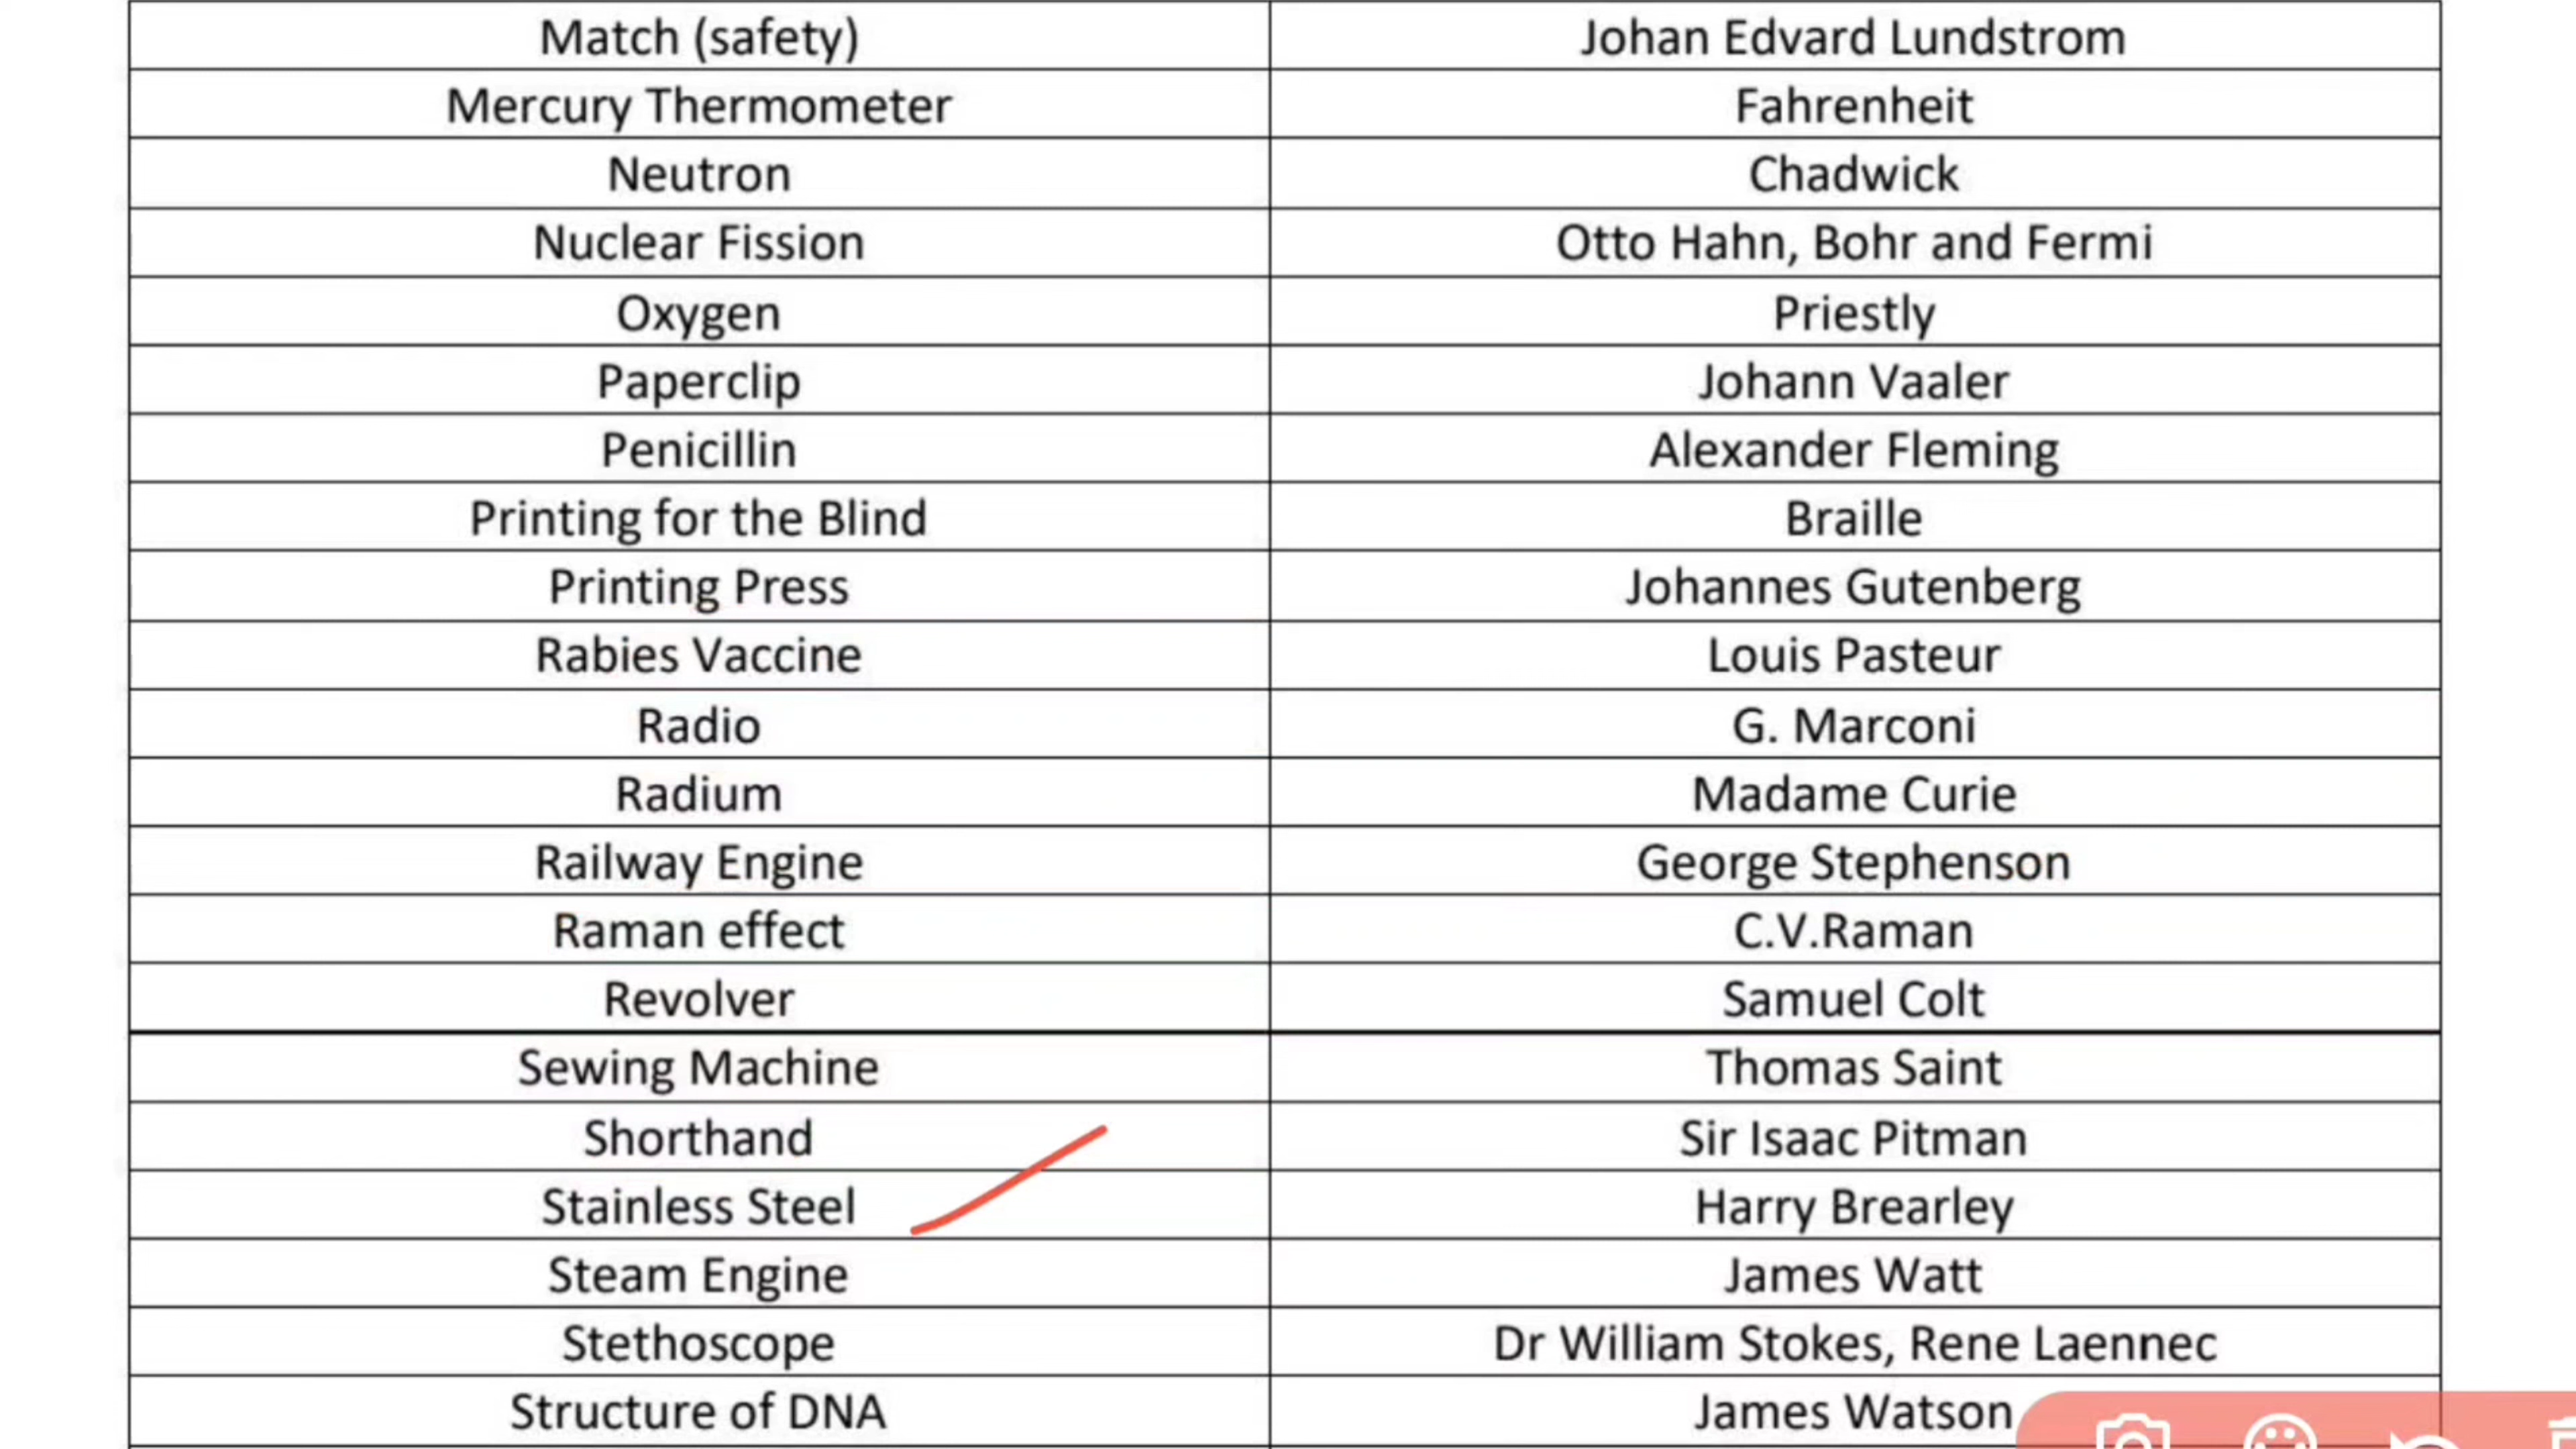 Match (safety) Johan Edvard Lundstrom
Mercury Thermometer Fahrenheit
Neutron Chadwick
Nuclear Fission Otto Hahn, Bohr and Fermi
Oxygen Priestly
Paperclip Johann Vaaler
Penicillin Alexander Fleming
Printing for the Blind Braille
Printing Press Johannes Gutenberg
Rabies Vaccine Louis Pasteur
Radio G. Marconi
Radium Madame Curie
Railway Engine George Stephenson
Raman effect C.V.Raman
Revolver Samuel Colt
Sewing Machine Thomas Saint
Shorthand Sir Isaac Pitman
Stainless Steel Harry Brearley
Steam Engine James Watt
Stethoscope Dr William Stokes, Rene Laennec
Structure of DNA James Watson